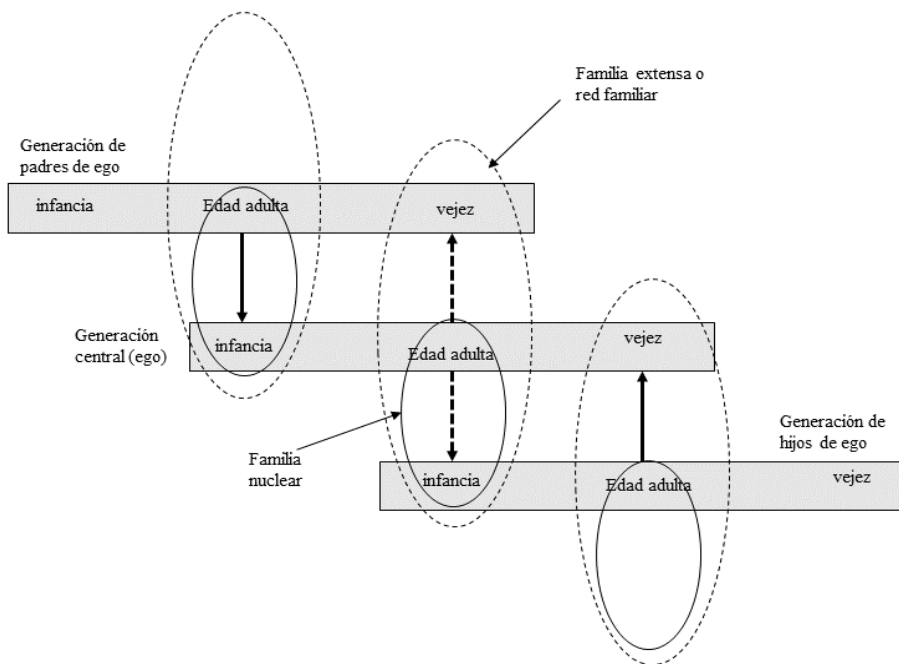 Familia extensa o
red familiar
Generación de
padres de ego
infancia
Edad adulta
vejez
Generación
central (ego)
infancia
Edad adulta
vejez
Generación de
hijos de ego
Familia
nuclear
infancia
Edad adulta
vejez